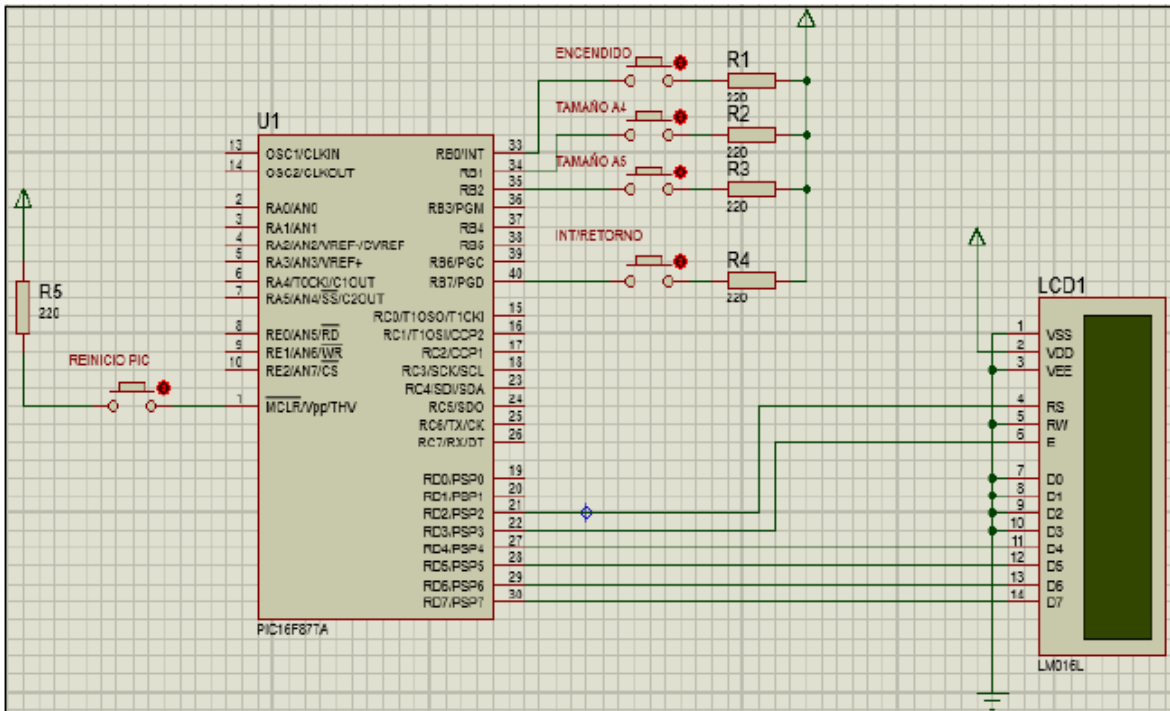 ENCENDIDO
R1
220
TAMAÑO A4
R2
220
TAMAÑO A5
R3
220
INT/RETORNO
R4
220
R5
220
REINICIO PIC
U1
13 OSC1/CLKIN
14 OSC2/CLKOUT
2 RA0/AN0
3 RA1/AN1
4 RA2/AN2/VREF-/CVREF
5 RA3/AN3/VREF+
6 RA4/T0CKI/C1OUT
7 RA5/AN4/SS/C2OUT
8 RE0/AN5/RD
9 RE1/AN6/WR
10 RE2/AN7/CS
1 MCLR/Vpp/THV
RB0/INT 33
RB1 34
RB2 35
RB3/PGM 36
RB4 37
RB5 38
RB6/PGC 39
RB7/PGD 40
RC0/T1OSO/T1CKI 15
RC1/T1OSI/CCP2 16
RC2/CCP1 17
RC3/SCK/SCL 18
RC4/SDI/SDA 23
RC5/SDO 24
RC6/TX/CK 25
RC7/RX/DT 26
RD0/PSP0 19
RD1/PSP1 20
RD2/PSP2 21
RD3/PSP3 22
RD4/PSP4 27
RD5/PSP5 28
RD6/PSP6 29
RD7/PSP7 30
PIC16F877A
LCD1
1 VSS
2 VDD
3 VEE
4 RS
5 RW
6 E
7 D0
8 D1
9 D2
10 D3
11 D4
12 D5
13 D6
14 D7
LM016L